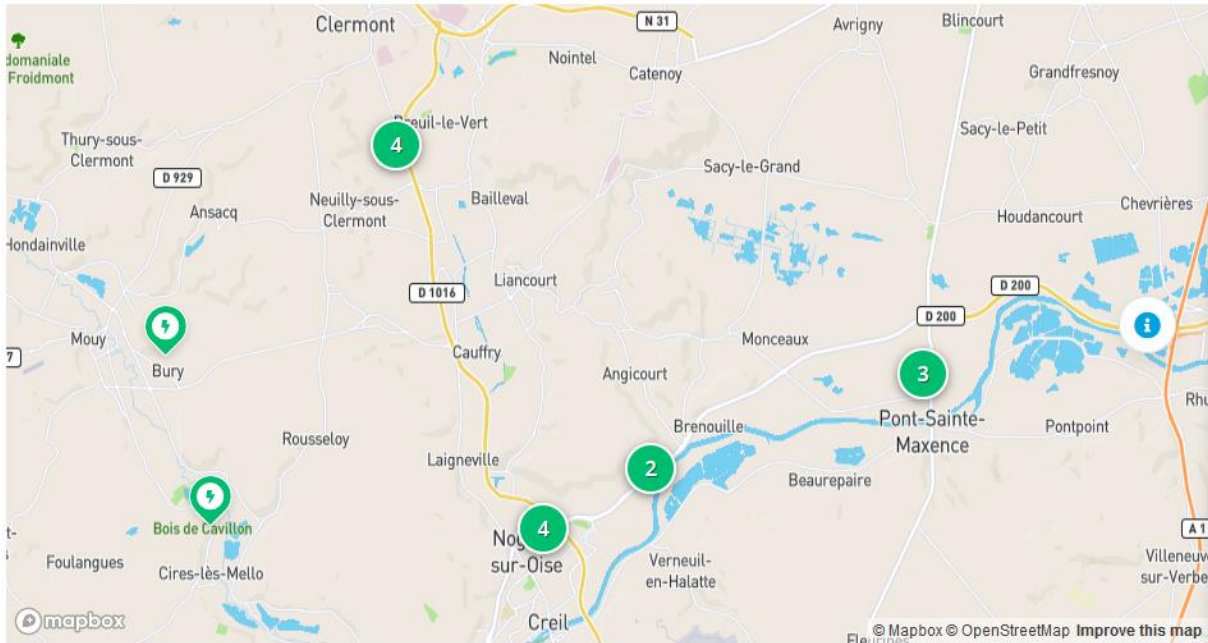 Clermont
N 31
Avrigny
Blincourt
domaniale
Froidmont
Nointel
Catenoy
Grandfresnoy
Breuil-le-Vert
Thury-sous-
Clermont
4
Sacy-le-Petit
D 929
Sacy-le-Grand
Neuilly-sous-
Clermont
Bailleval
Ansacq
Houdancourt
Chevrières
Hondainville
Liancourt
D 1016
D 200
D 200
i
Mouy
Bury
7
Cauffry
Monceaux
Angicourt
3
Pont-Sainte-
Maxence
Rousseloy
Brenouille
Pontpoint
Laigneville
2
Beaurepaire
Bois de Cavillon
4
sur-Oise
A 1
Foulangues
Cires-lès-Mello
Verneuil-
en-Halatte
Villeneuve
sur-Verbe
Creil
mapbox
© Mapbox © OpenStreetMap Improve this map